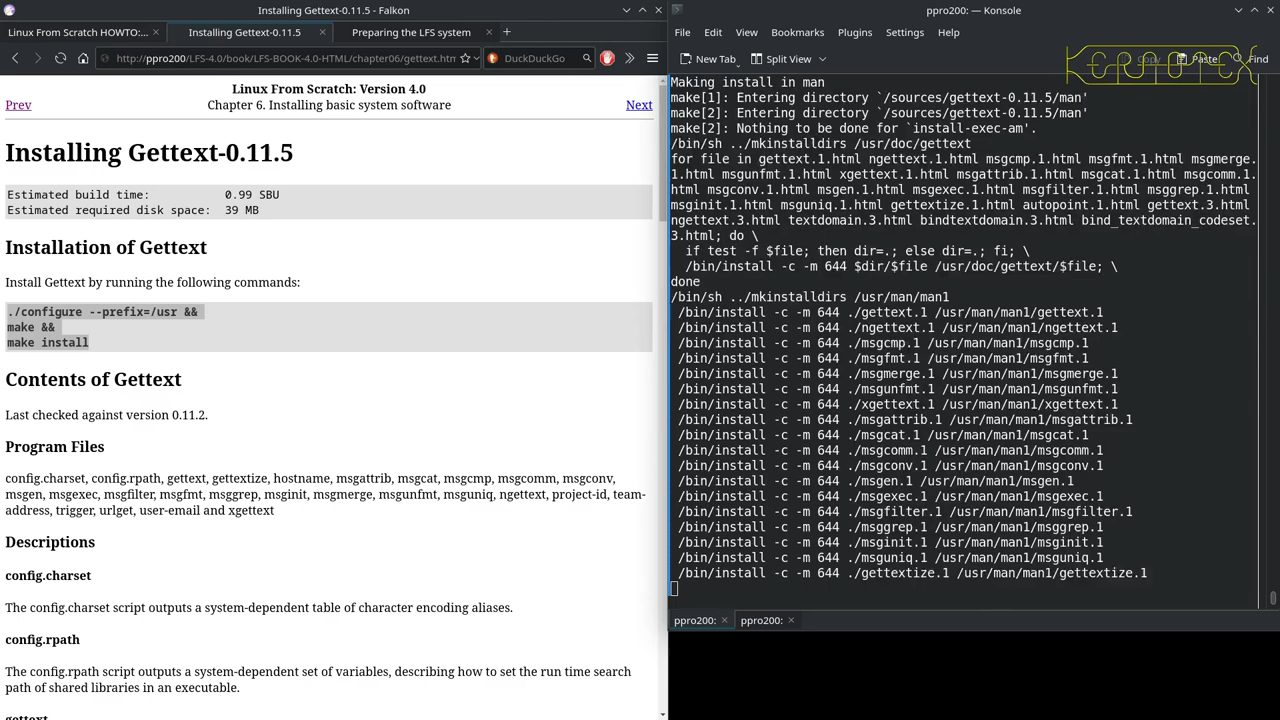 Installing Gettext-0.11.5 - Falkon
Linux From Scratch HOWTO:...
Installing Gettext-0.11.5
Preparing the LFS system
http://ppro200/LFS-4.0/book/LFS-BOOK-4.0-HTML/chapter06/gettext.htm
DuckDuckGo
Linux From Scratch: Version 4.0
Prev
Chapter 6. Installing basic system software
Next
Installing Gettext-0.11.5
Estimated build time: 0.99 SBU
Estimated required disk space: 39 MB
Installation of Gettext
Install Gettext by running the following commands:
./configure --prefix=/usr &&
make &&
make install
Contents of Gettext
Last checked against version 0.11.2.
Program Files
config.charset, config.rpath, gettext, gettextize, hostname, msgattrib, msgcat, msgcmp, msgcomm, msgconv,
msgen, msgexec, msgfilter, msgfmt, msggrep, msginit, msgmerge, msgunfmt, msguniq, ngettext, project-id, team-
address, trigger, urlget, user-email and xgettext
Descriptions
config.charset
The config.charset script outputs a system-dependent table of character encoding aliases.
config.rpath
The config.rpath script outputs a system-dependent set of variables, describing how to set the run time search
path of shared libraries in an executable.
gettext
ppro200: — Konsole
File Edit View Bookmarks Plugins Settings Help
New Tab Split View Copy Paste Find
Making install in man
make[1]: Entering directory `/sources/gettext-0.11.5/man'
make[2]: Entering directory `/sources/gettext-0.11.5/man'
make[2]: Nothing to be done for `install-exec-am'.
/bin/sh ../mkinstalldirs /usr/doc/gettext
for file in gettext.1.html ngettext.1.html msgcmp.1.html msgfmt.1.html msgmerge.
1.html msgunfmt.1.html xgettext.1.html msgattrib.1.html msgcat.1.html msgcomm.1.
html msgconv.1.html msgen.1.html msgexec.1.html msgfilter.1.html msggrep.1.html
msginit.1.html msguniq.1.html gettextize.1.html autopoint.1.html gettext.3.html
ngettext.3.html textdomain.3.html bindtextdomain.3.html bind_textdomain_codeset.
3.html; do \
if test -f $file; then dir=.; else dir=.; fi; \
/bin/install -c -m 644 $dir/$file /usr/doc/gettext/$file; \
done
/bin/sh ../mkinstalldirs /usr/man/man1
/bin/install -c -m 644 ./gettext.1 /usr/man/man1/gettext.1
/bin/install -c -m 644 ./ngettext.1 /usr/man/man1/ngettext.1
/bin/install -c -m 644 ./msgcmp.1 /usr/man/man1/msgcmp.1
/bin/install -c -m 644 ./msgfmt.1 /usr/man/man1/msgfmt.1
/bin/install -c -m 644 ./msgmerge.1 /usr/man/man1/msgmerge.1
/bin/install -c -m 644 ./msgunfmt.1 /usr/man/man1/msgunfmt.1
/bin/install -c -m 644 ./xgettext.1 /usr/man/man1/xgettext.1
/bin/install -c -m 644 ./msgattrib.1 /usr/man/man1/msgattrib.1
/bin/install -c -m 644 ./msgcat.1 /usr/man/man1/msgcat.1
/bin/install -c -m 644 ./msgcomm.1 /usr/man/man1/msgcomm.1
/bin/install -c -m 644 ./msgconv.1 /usr/man/man1/msgconv.1
/bin/install -c -m 644 ./msgen.1 /usr/man/man1/msgen.1
/bin/install -c -m 644 ./msgexec.1 /usr/man/man1/msgexec.1
/bin/install -c -m 644 ./msgfilter.1 /usr/man/man1/msgfilter.1
/bin/install -c -m 644 ./msggrep.1 /usr/man/man1/msggrep.1
/bin/install -c -m 644 ./msginit.1 /usr/man/man1/msginit.1
/bin/install -c -m 644 ./msguniq.1 /usr/man/man1/msguniq.1
/bin/install -c -m 644 ./gettextize.1 /usr/man/man1/gettextize.1
ppro200: ppro200: